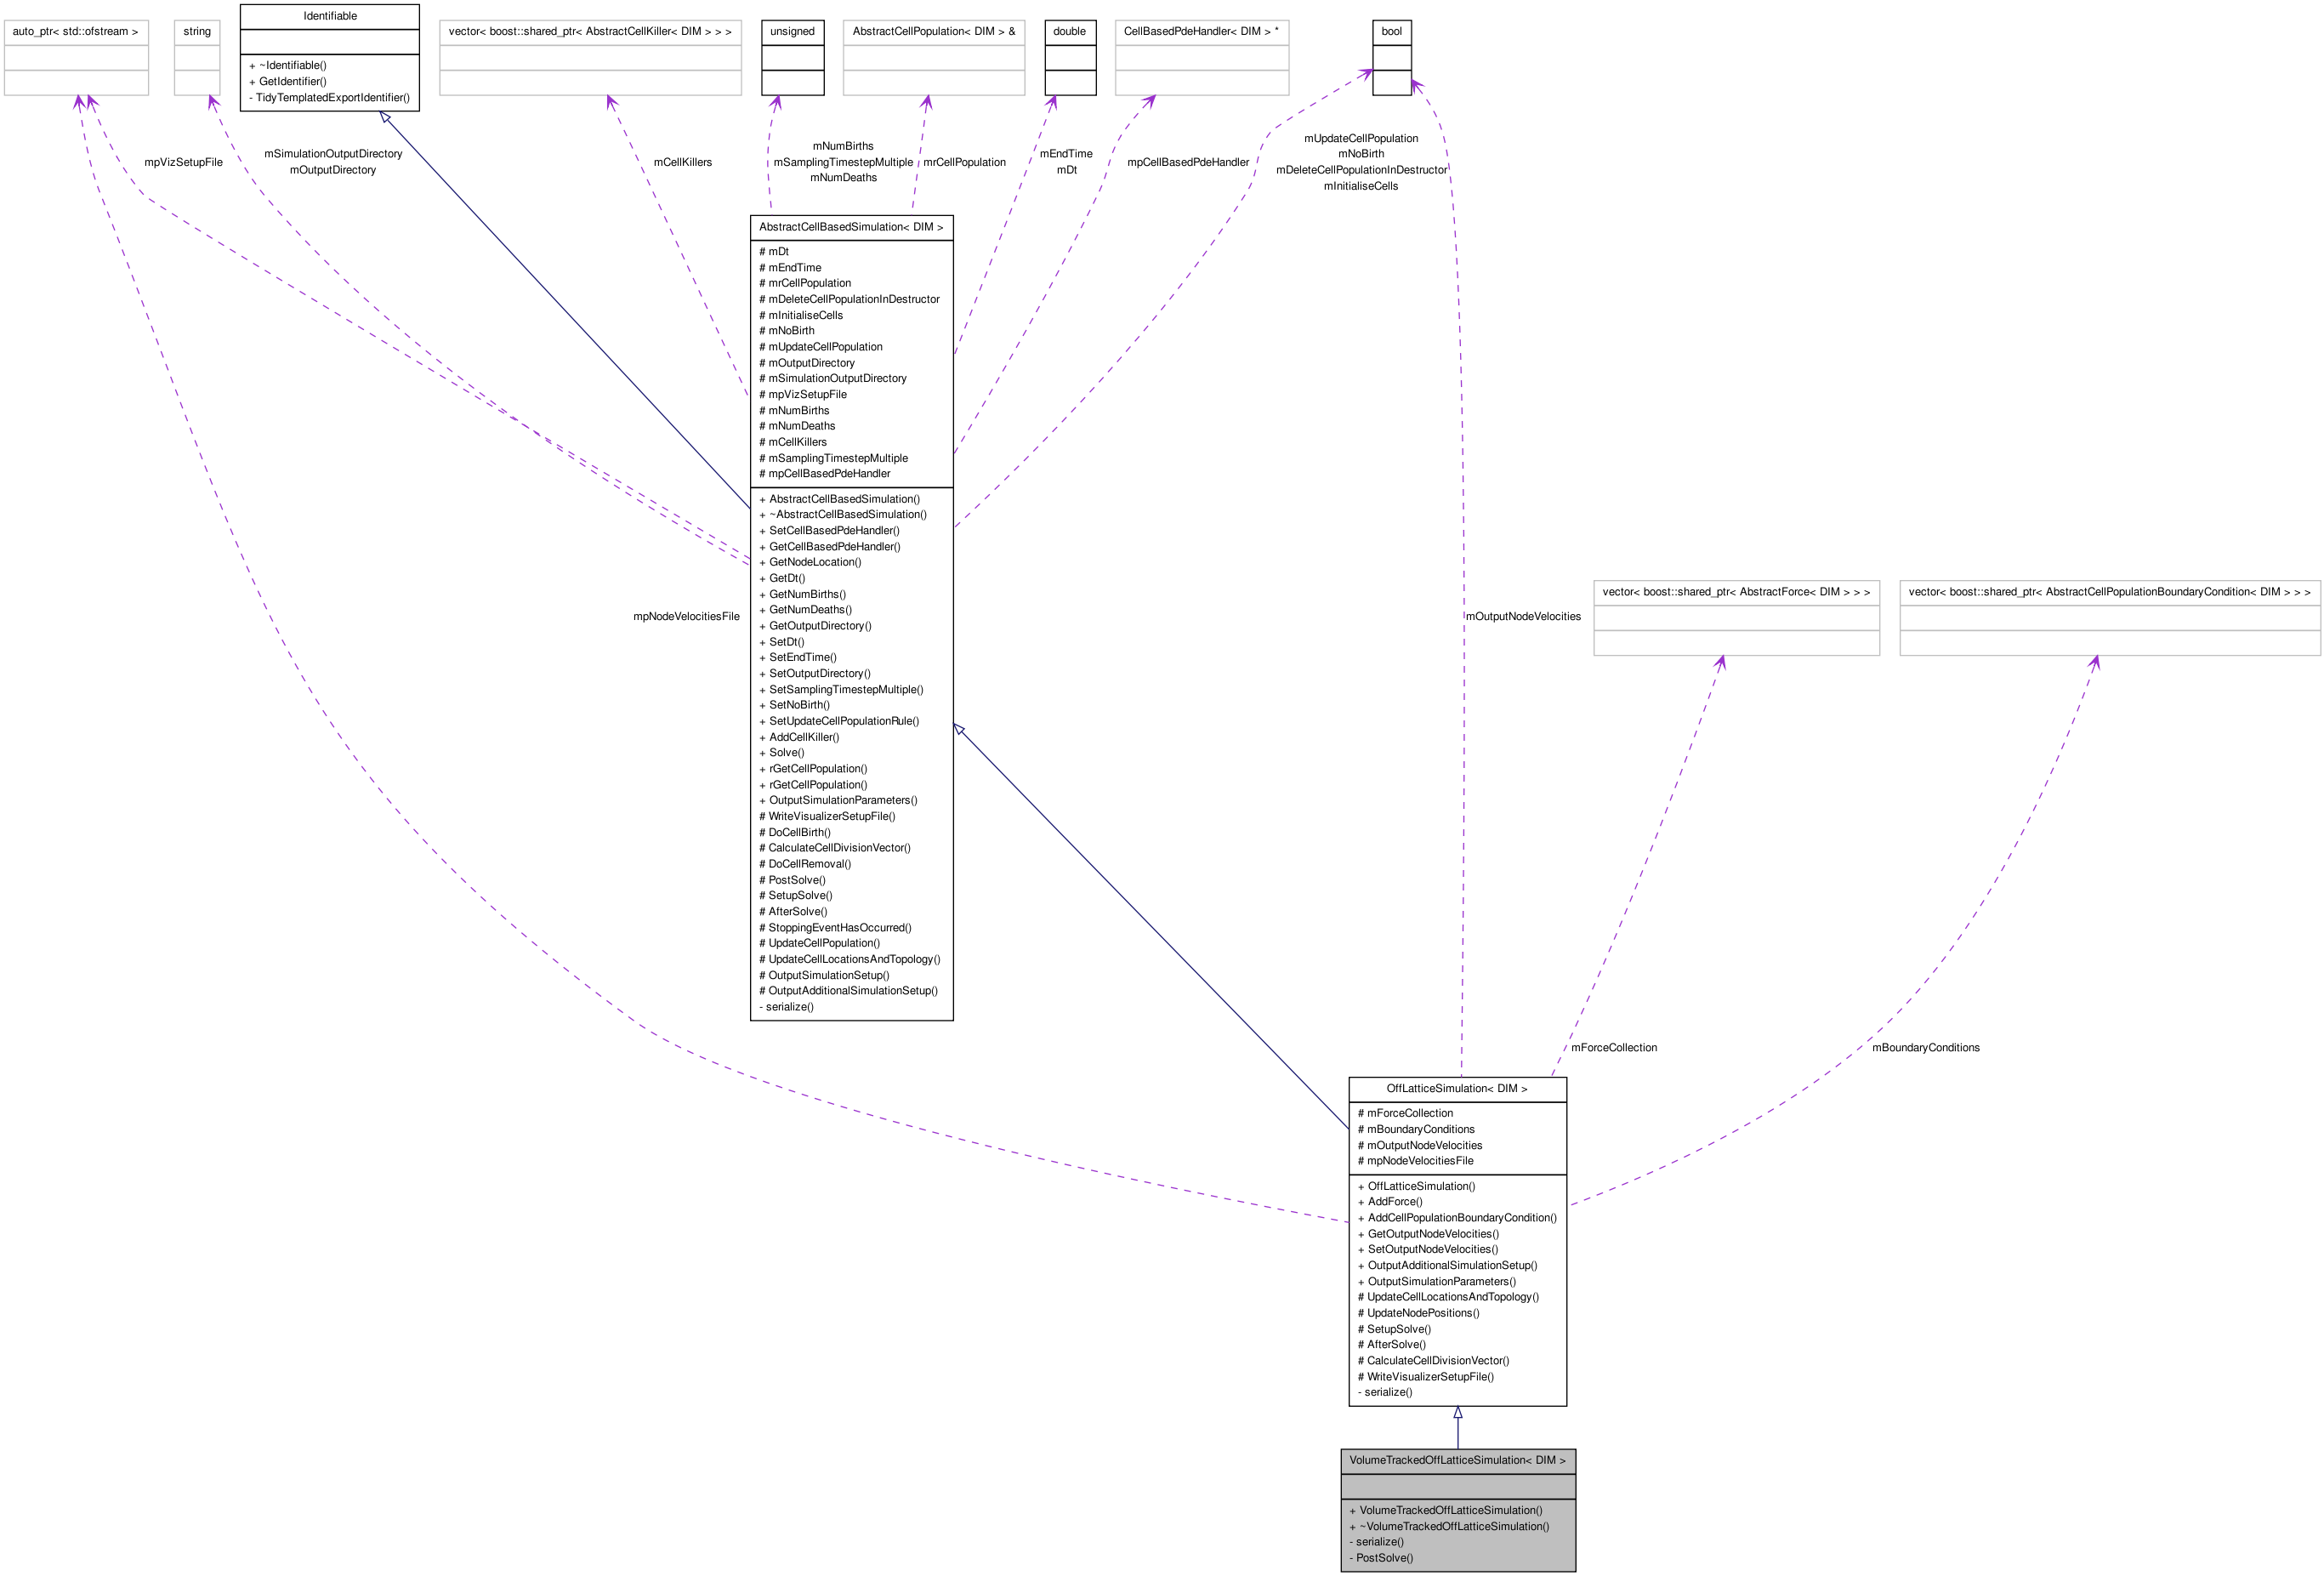 auto_ptr< std::ofstream >
string
Identifiable
+ ~Identifiable()
+ GetIdentifier()
- TidyTemplatedExportIdentifier()
vector< boost::shared_ptr< AbstractCellKiller< DIM > > >
unsigned
AbstractCellPopulation< DIM > &
double
CellBasedPdeHandler< DIM > *
bool
mpVizSetupFile
mSimulationOutputDirectory
mOutputDirectory
mCellKillers
mNumBirths
mSamplingTimestepMultiple
mNumDeaths
mrCellPopulation
mEndTime
mDt
mpCellBasedPdeHandler
mUpdateCellPopulation
mNoBirth
mDeleteCellPopulationInDestructor
mInitialiseCells
AbstractCellBasedSimulation< DIM >
# mDt
# mEndTime
# mrCellPopulation
# mDeleteCellPopulationInDestructor
# mInitialiseCells
# mNoBirth
# mUpdateCellPopulation
# mOutputDirectory
# mSimulationOutputDirectory
# mpVizSetupFile
# mNumBirths
# mNumDeaths
# mCellKillers
# mSamplingTimestepMultiple
# mpCellBasedPdeHandler
+ AbstractCellBasedSimulation()
+ ~AbstractCellBasedSimulation()
+ SetCellBasedPdeHandler()
+ GetCellBasedPdeHandler()
+ GetNodeLocation()
+ GetDt()
+ GetNumBirths()
+ GetNumDeaths()
+ GetOutputDirectory()
+ SetDt()
+ SetEndTime()
+ SetOutputDirectory()
+ SetSamplingTimestepMultiple()
+ SetNoBirth()
+ SetUpdateCellPopulationRule()
+ AddCellKiller()
+ Solve()
+ rGetCellPopulation()
+ rGetCellPopulation()
+ OutputSimulationParameters()
# WriteVisualizerSetupFile()
# DoCellBirth()
# CalculateCellDivisionVector()
# DoCellRemoval()
# PostSolve()
# SetupSolve()
# AfterSolve()
# StoppingEventHasOccurred()
# UpdateCellPopulation()
# UpdateCellLocationsAndTopology()
# OutputSimulationSetup()
# OutputAdditionalSimulationSetup()
- serialize()
mpNodeVelocitiesFile
mOutputNodeVelocities
vector< boost::shared_ptr< AbstractForce< DIM > > >
vector< boost::shared_ptr< AbstractCellPopulationBoundaryCondition< DIM > > >
mForceCollection
mBoundaryConditions
OffLatticeSimulation< DIM >
# mForceCollection
# mBoundaryConditions
# mOutputNodeVelocities
# mpNodeVelocitiesFile
+ OffLatticeSimulation()
+ AddForce()
+ AddCellPopulationBoundaryCondition()
+ GetOutputNodeVelocities()
+ SetOutputNodeVelocities()
+ OutputAdditionalSimulationSetup()
+ OutputSimulationParameters()
# UpdateCellLocationsAndTopology()
# UpdateNodePositions()
# SetupSolve()
# AfterSolve()
# CalculateCellDivisionVector()
# WriteVisualizerSetupFile()
- serialize()
VolumeTrackedOffLatticeSimulation< DIM >
+ VolumeTrackedOffLatticeSimulation()
+ ~VolumeTrackedOffLatticeSimulation()
- serialize()
- PostSolve()